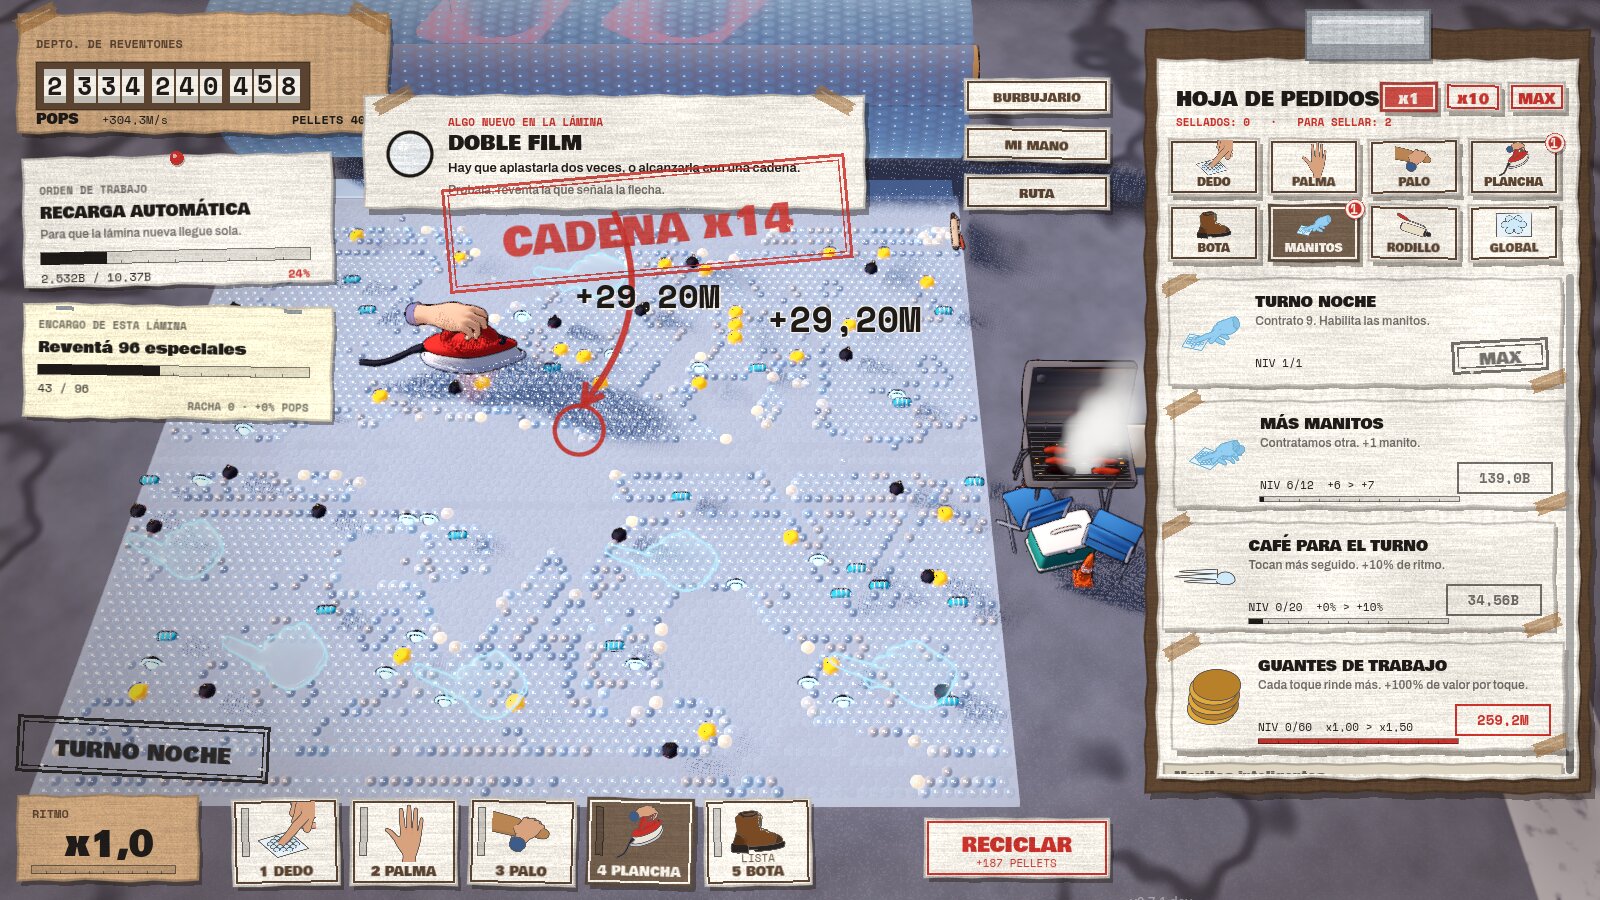 DEPTO. DE REVENTONES
2 334 240 458
POPS +304,3M/s PELLETS 40
ORDEN DE TRABAJO
RECARGA AUTOMÁTICA
Para que la lámina nueva llegue sola.
2,532B / 10,37B 24%
ENCARGO DE ESTA LÁMINA
Reventá 96 especiales
43 / 96
RACHA 0 · +0% POPS
ALGO NUEVO EN LA LÁMINA
DOBLE FILM
Hay que aplastarla dos veces, o alcanzarla con una cadena.
Probala: reventá la que señala la flecha.
CADENA x14
+29,20M
+29,20M
BURBUJARIO
MI MANO
RUTA
HOJA DE PEDIDOS
x1
x10
MAX
SELLADOS: 0 · PARA SELLAR: 2
DEDO
PALMA
PALO
PLANCHA
1
BOTA
MANITOS
1
RODILLO
GLOBAL
TURNO NOCHE
Contrato 9. Habilita las manitos.
NIV 1/1
MAX
MÁS MANITOS
Contratamos otra. +1 manito.
NIV 6/12 +6 > +7
139,0B
CAFÉ PARA EL TURNO
Tocan más seguido. +10% de ritmo.
NIV 0/20 +0% > +10%
34,56B
GUANTES DE TRABAJO
Cada toque rinde más. +100% de valor por toque.
NIV 0/60 x1,00 > x1,50
259,2M
Manitos inteligentes
TURNO NOCHE
RITMO
x1,0
1 DEDO
2 PALMA
3 PALO
4 PLANCHA
LISTA
5 BOTA
RECICLAR
+187 PELLETS